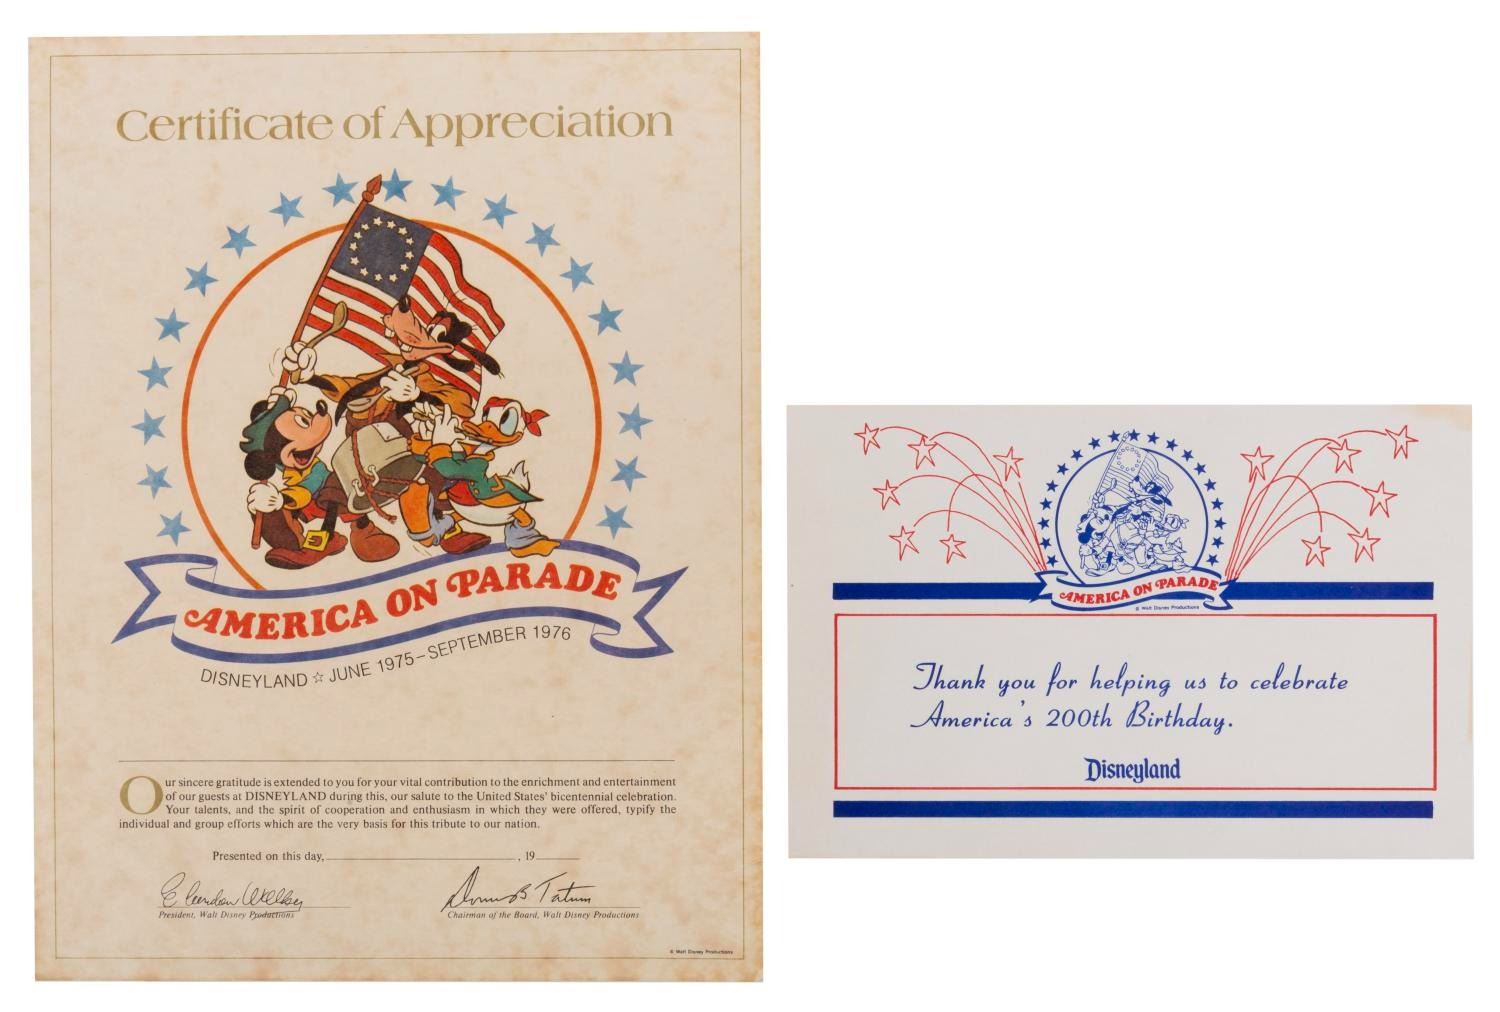 Certificate of Appreciation
AMERICA ON PARADE
DISNEYLAND ☆ JUNE 1975–SEPTEMBER 1976
Our sincere gratitude is extended to you for your vital contribution to the enrichment and entertainment
of our guests at DISNEYLAND during this, our salute to the United States' bicentennial celebration.
Your talents, and the spirit of cooperation and enthusiasm in which they were offered, typify the
individual and group efforts which are the very basis for this tribute to our nation.
Presented on this day, , 19
President, Walt Disney Productions
Donn B Tatum
Chairman of the Board, Walt Disney Productions
© Walt Disney Productions
AMERICA ON PARADE
© Walt Disney Productions
Thank you for helping us to celebrate
America's 200th Birthday.
Disneyland